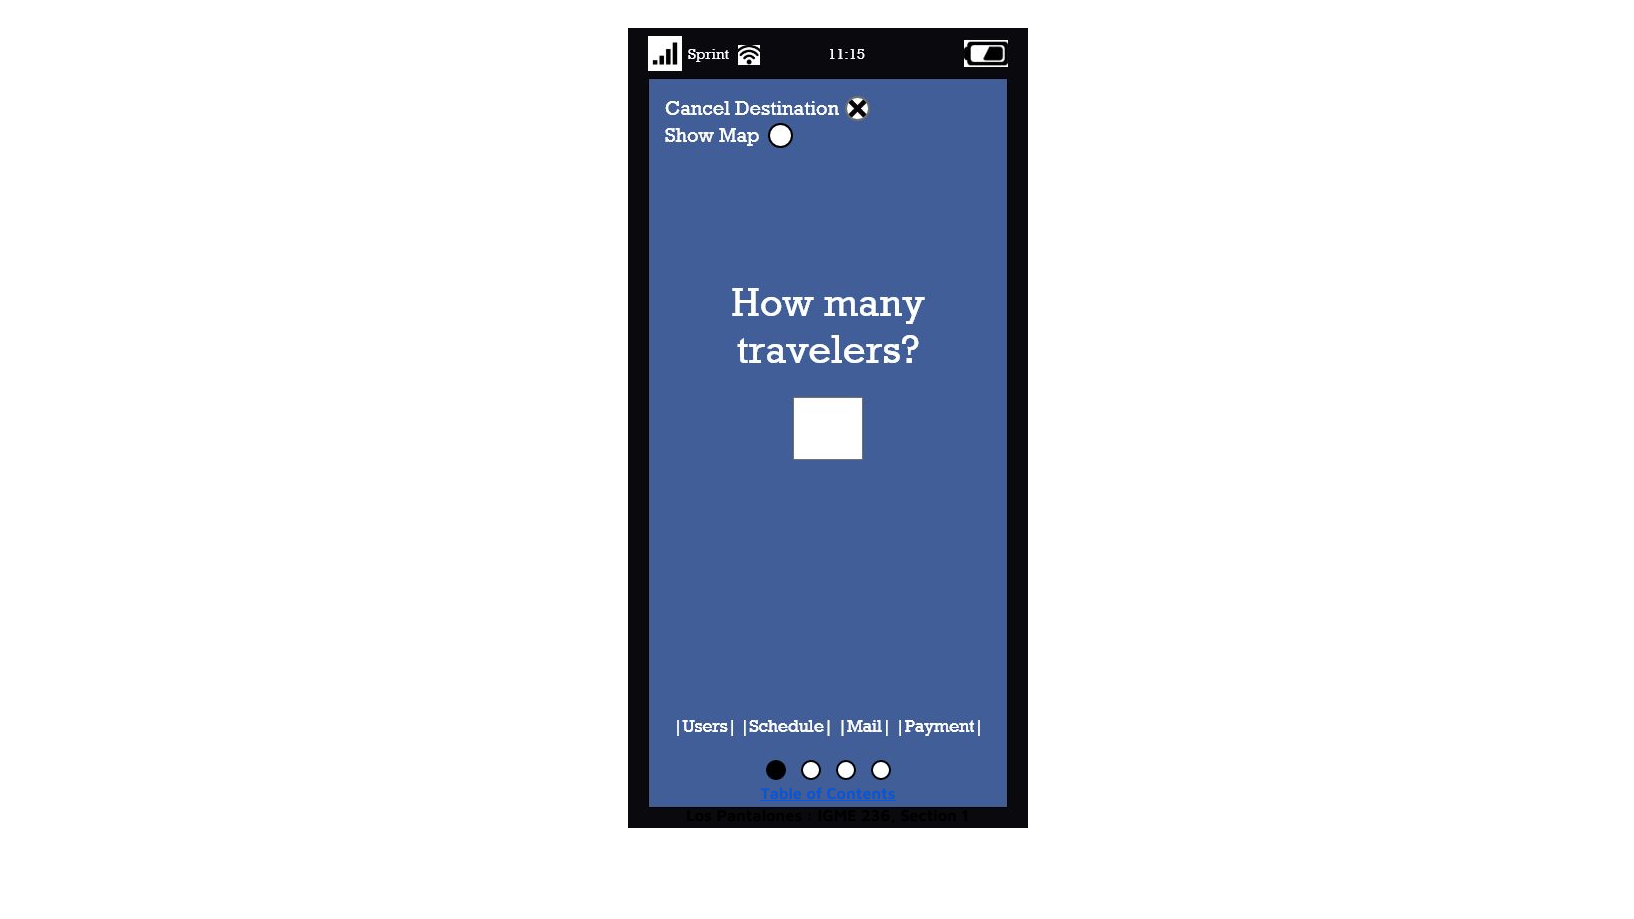 Sprint 11:15
Cancel Destination
Show Map
How many
travelers?
|Users| |Schedule| |Mail| |Payment|
Table of Contents
Los Pantalones : IGME 236, Section 1